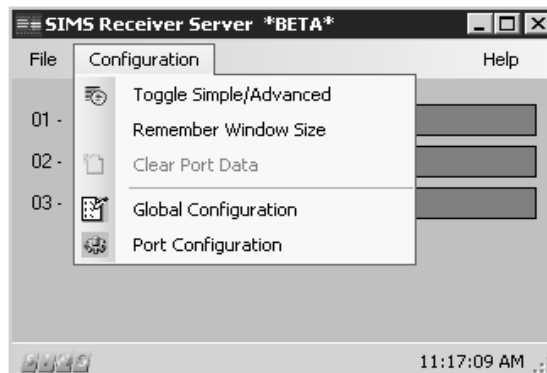 SIMS Receiver Server *BETA*
File Configuration Help
Toggle Simple/Advanced
Remember Window Size
Clear Port Data
Global Configuration
Port Configuration
01 -
02 -
03 -
SIMS
11:17:09 AM